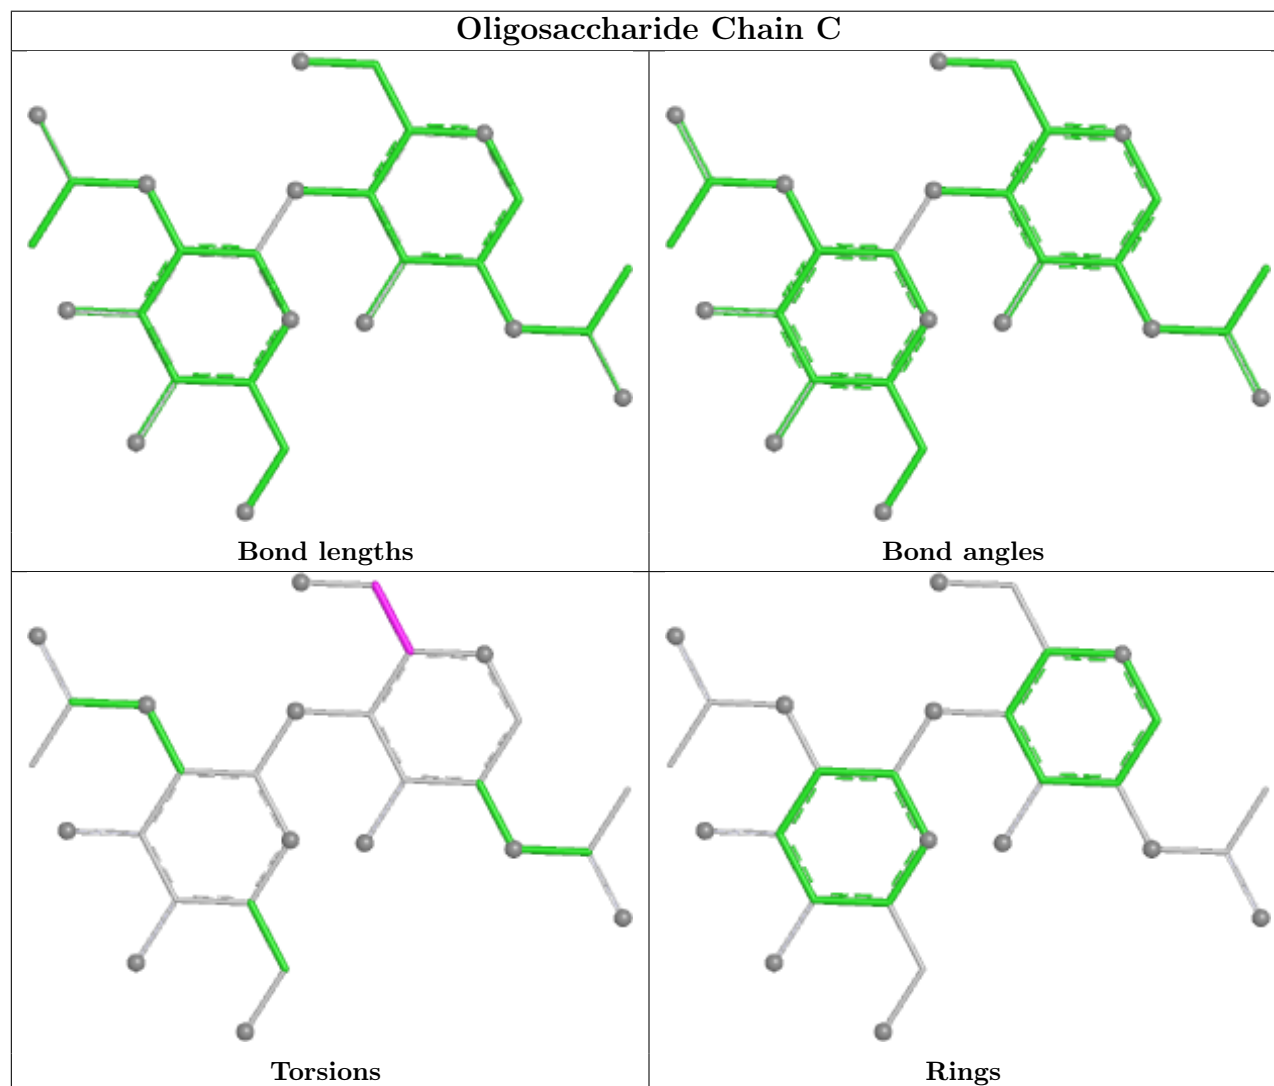 Oligosaccharide Chain C
Bond lengths
Bond angles
Torsions
Rings